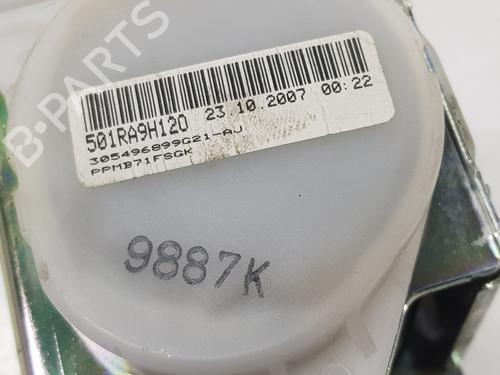 B-PARTS
501RA9H120 23.10.2007 00:22
305496899G21-AJ
PPMB71FSGK
9887K